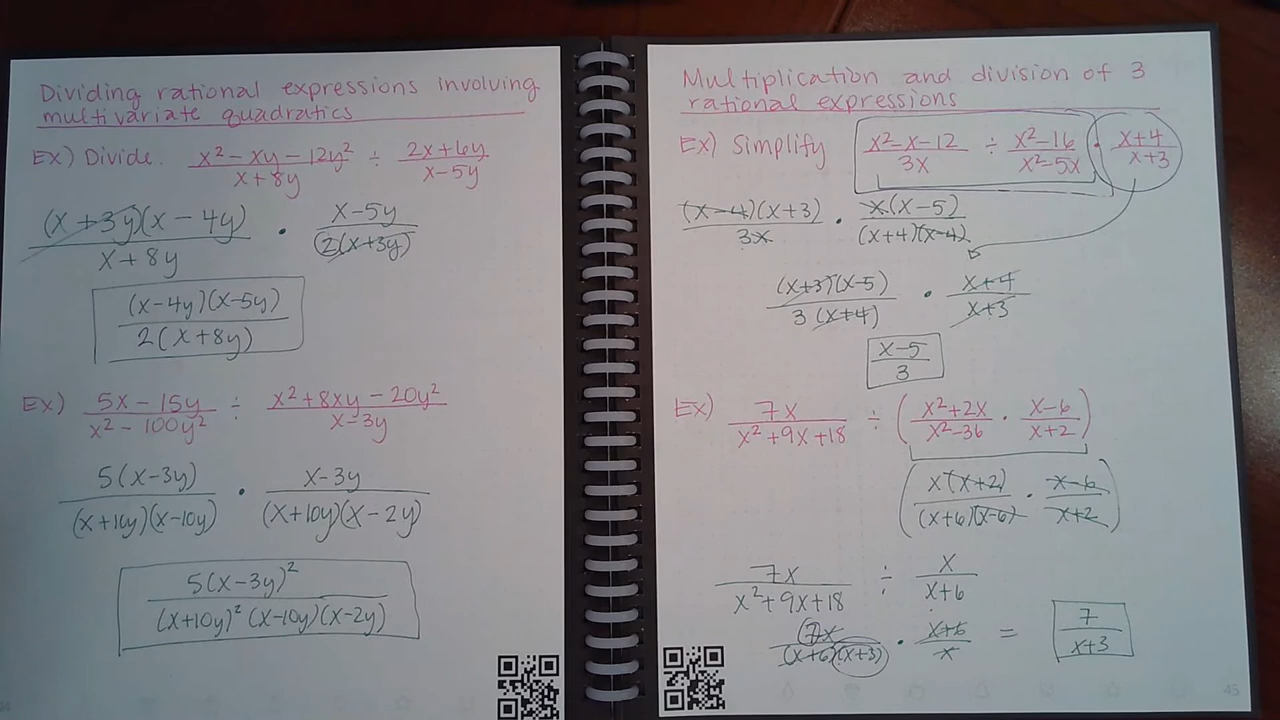 Dividing rational expressions involving
multivariate quadratics
Ex) Divide. (x² - xy - 12y²)/(x + 8y) ÷ (2x + 6y)/(x - 5y)
(x + 3y)(x - 4y)/(x + 8y) · (x - 5y)/(2(x + 3y))
(x - 4y)(x - 5y)/(2(x + 8y))
Ex) (5x - 15y)/(x² - 100y²) ÷ (x² + 8xy - 20y²)/(x - 3y)
5(x - 3y)/((x + 10y)(x - 10y)) · (x - 3y)/((x + 10y)(x - 2y))
5(x - 3y)²/((x + 10y)² (x - 10y)(x - 2y))
Multiplication and division of 3
rational expressions
Ex) Simplify (x² - x - 12)/(3x) ÷ (x² - 16)/(x² - 5x) · (x + 4)/(x + 3)
(x - 4)(x + 3)/(3x) · x(x - 5)/((x + 4)(x - 4))
(x + 3)(x - 5)/(3(x + 4)) · (x + 4)/(x + 3)
(x - 5)/3
Ex) 7x/(x² + 9x + 18) ÷ ((x² + 2x)/(x² - 36) · (x - 6)/(x + 2))
(x(x + 2)/((x + 6)(x - 6)) · (x - 6)/(x + 2))
7x/(x² + 9x + 18) ÷ x/(x + 6)
7x/((x + 6)(x + 3)) · (x + 6)/x = 7/(x + 3)
45